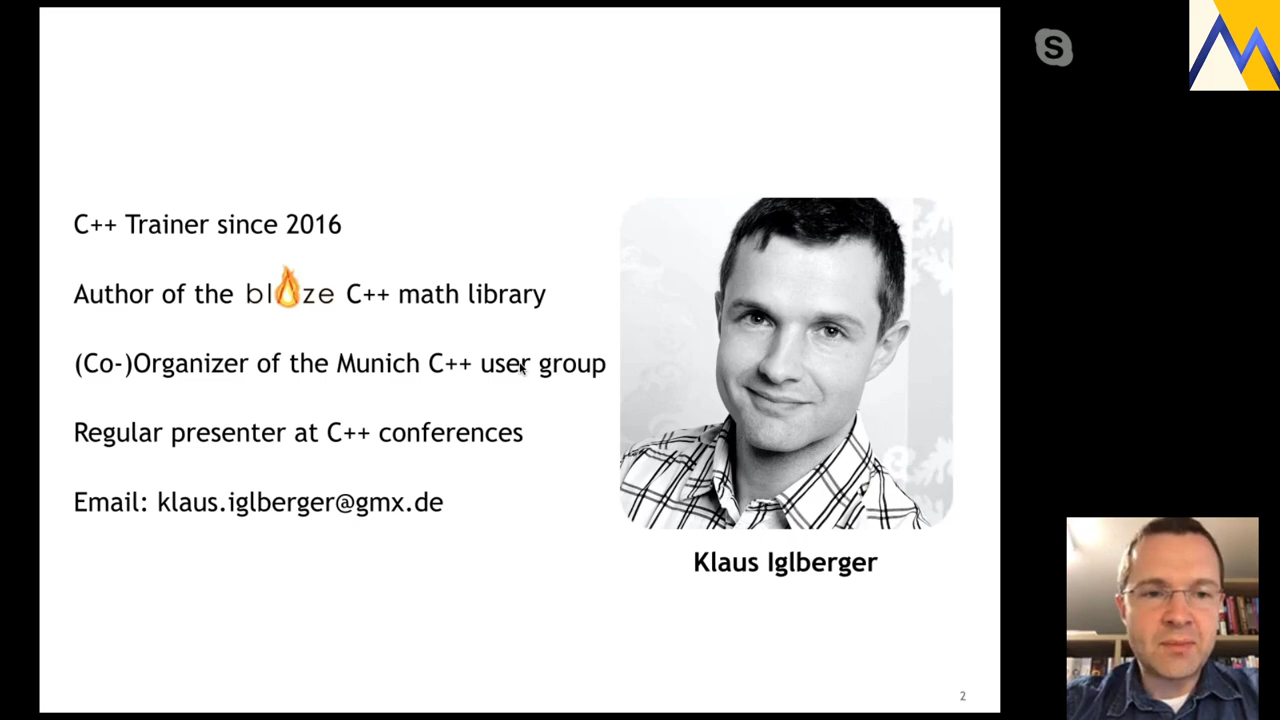 C++ Trainer since 2016
Author of the blaze C++ math library
(Co-)Organizer of the Munich C++ user group
Regular presenter at C++ conferences
Email: klaus.iglberger@gmx.de
Klaus Iglberger
2
S